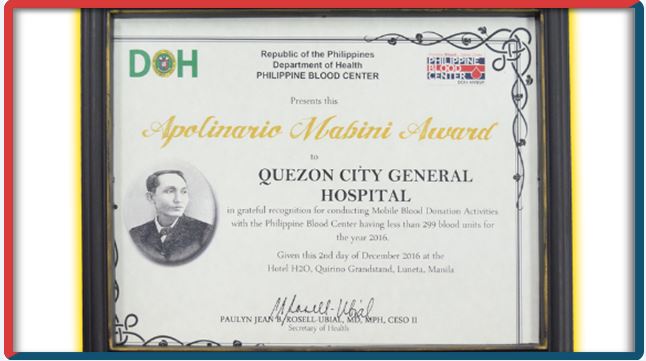 DOH
Republic of the Philippines
Department of Health
PHILIPPINE BLOOD CENTER
PHILIPPINE
BLOOD
CENTER
Presents this
Apolinario Mabini Award
to
QUEZON CITY GENERAL
HOSPITAL
in grateful recognition for conducting Mobile Blood Donation Activities
with the Philippine Blood Center having less than 299 blood units for
the year 2016.
Given this 2nd day of December 2016 at the
Hotel H2O, Quirino Grandstand, Luneta, Manila
PAULYN JEAN B. ROSELL-UBIAL, MD, MPH, CESO II
Secretary of Health